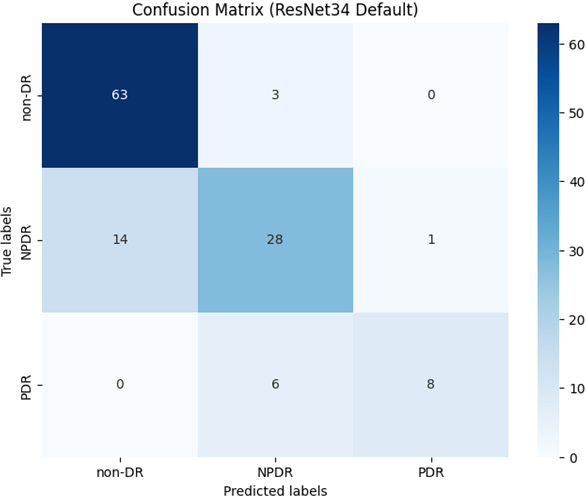 Confusion Matrix (ResNet34 Default)
True labels
non-DR
63
3
0
NPDR
14
28
1
PDR
0
6
8
non-DR
NPDR
PDR
Predicted labels
60
50
40
30
20
10
0